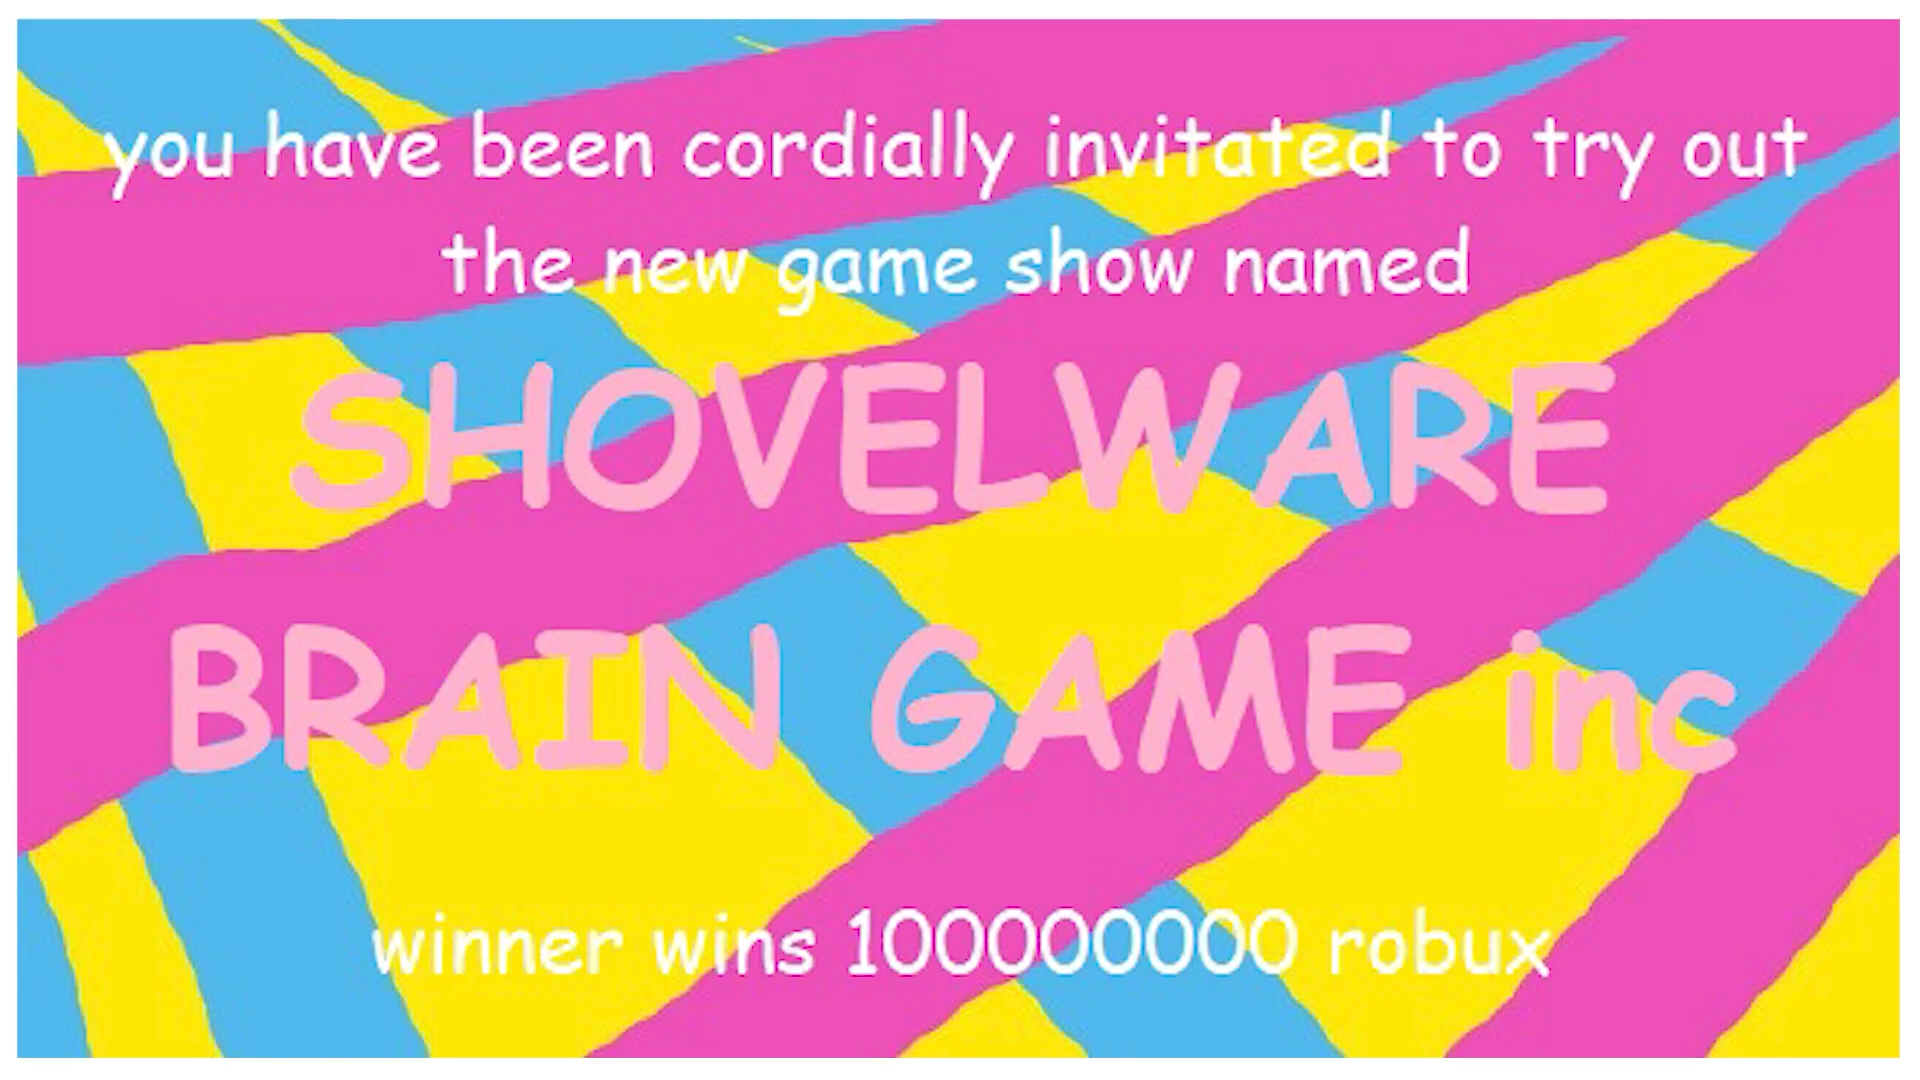 you have been cordially invitated to try out
the new game show named
SHOVELWARE
BRAIN GAME inc
winner wins 1000000000 robux